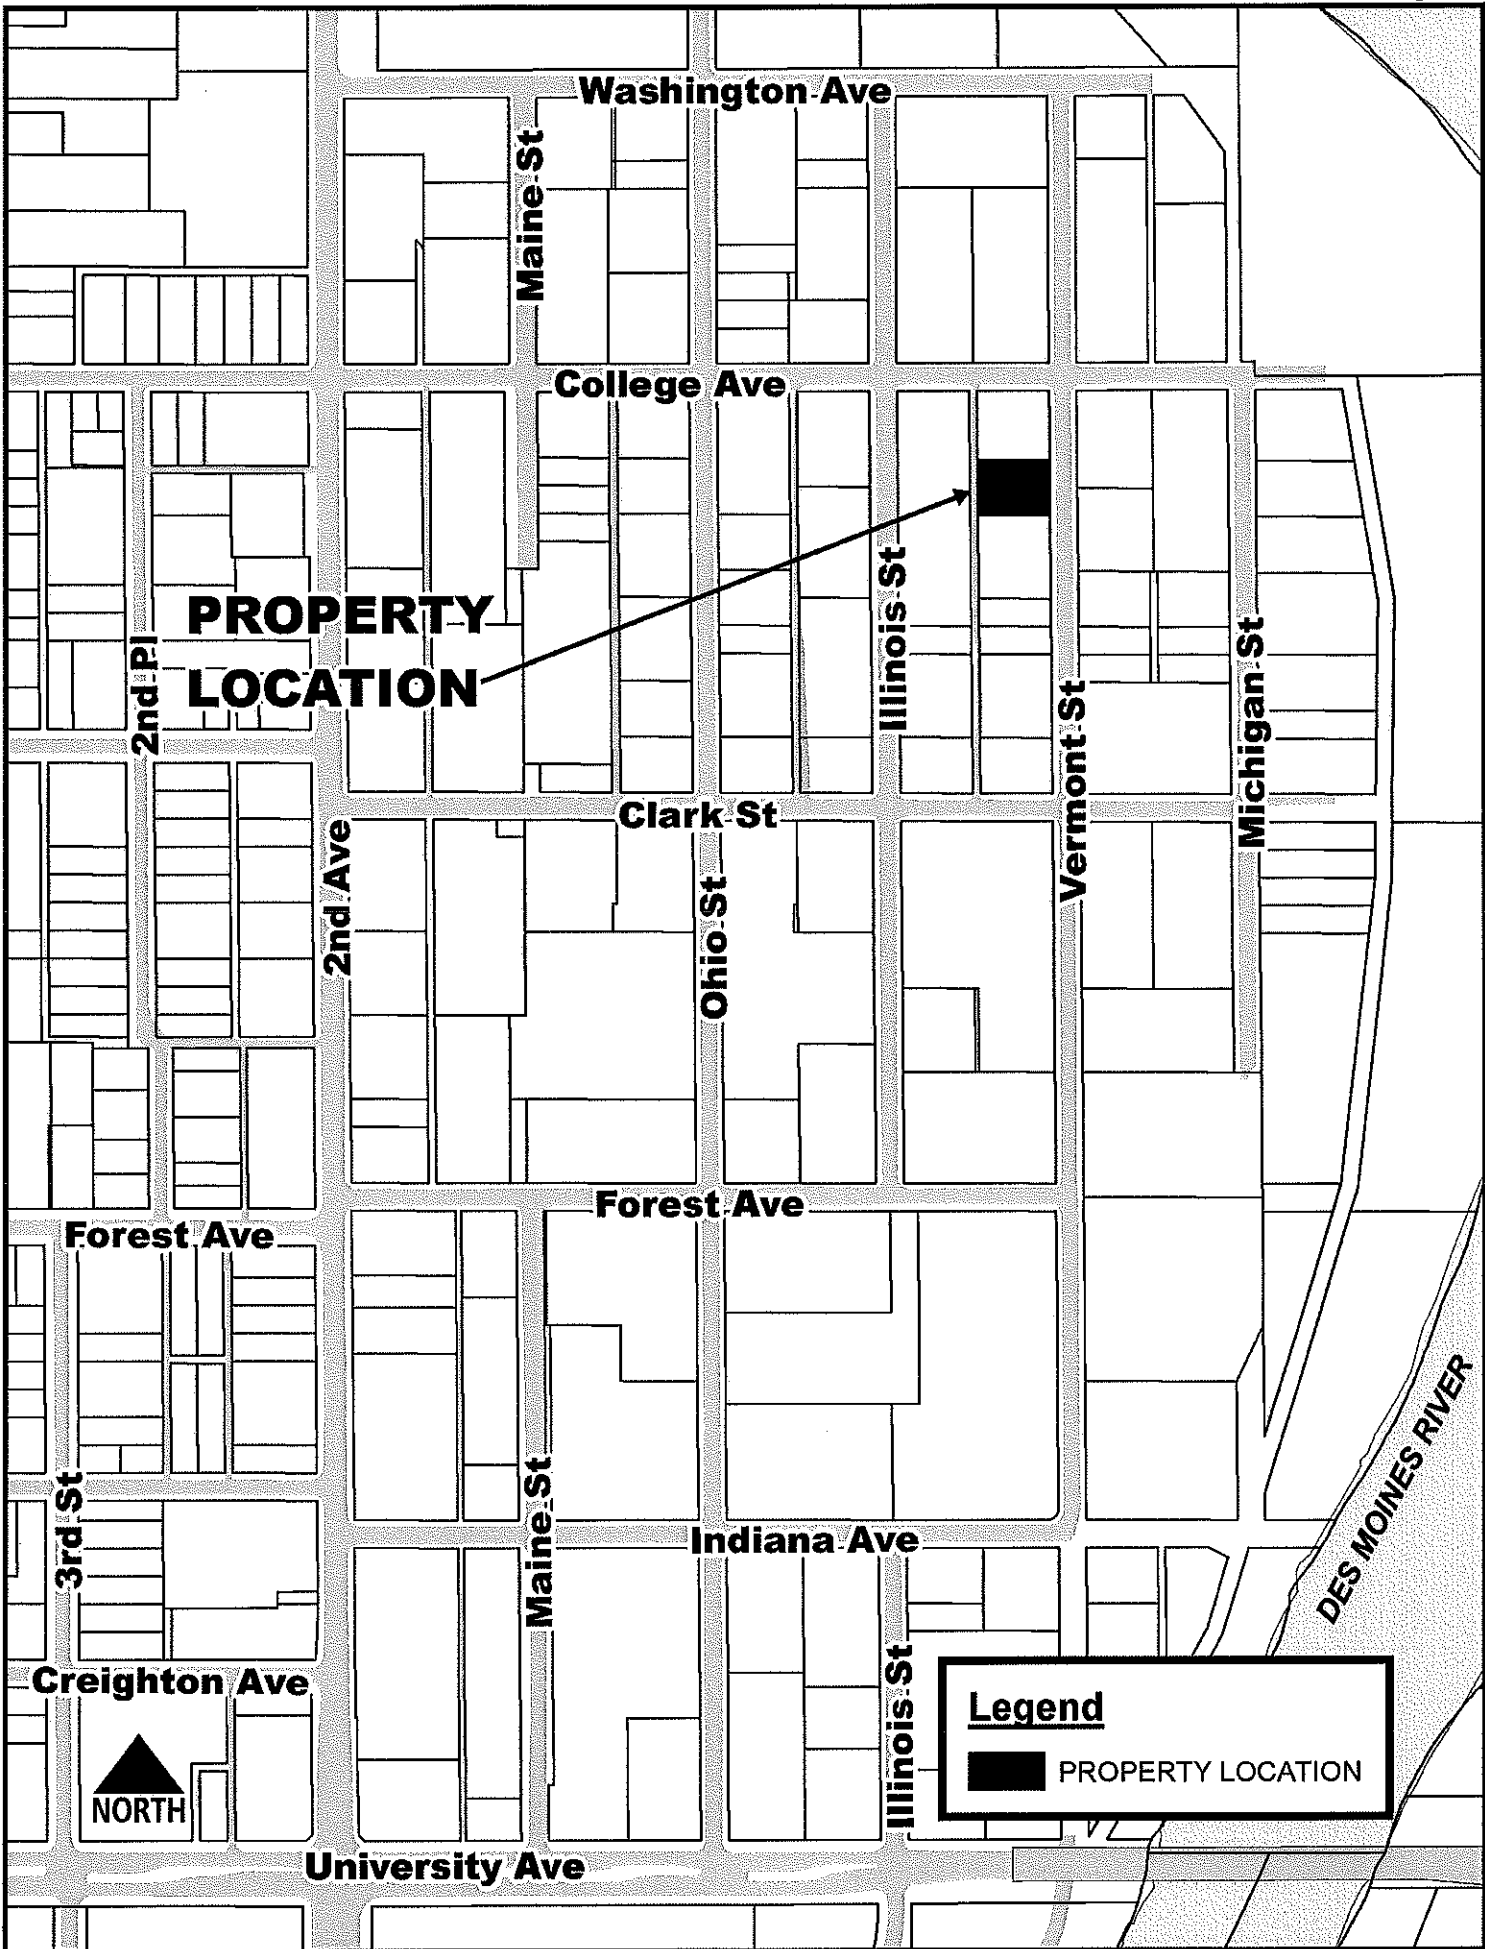 Washington Ave
Maine St
College Ave
PROPERTY
LOCATION
2nd Pl
Illinois St
Vermont St
Michigan St
Clark St
2nd Ave
Ohio St
Forest Ave
Forest Ave
3rd St
Maine St
Indiana Ave
DES MOINES RIVER
Creighton Ave
Illinois St
Legend
PROPERTY LOCATION
NORTH
University Ave